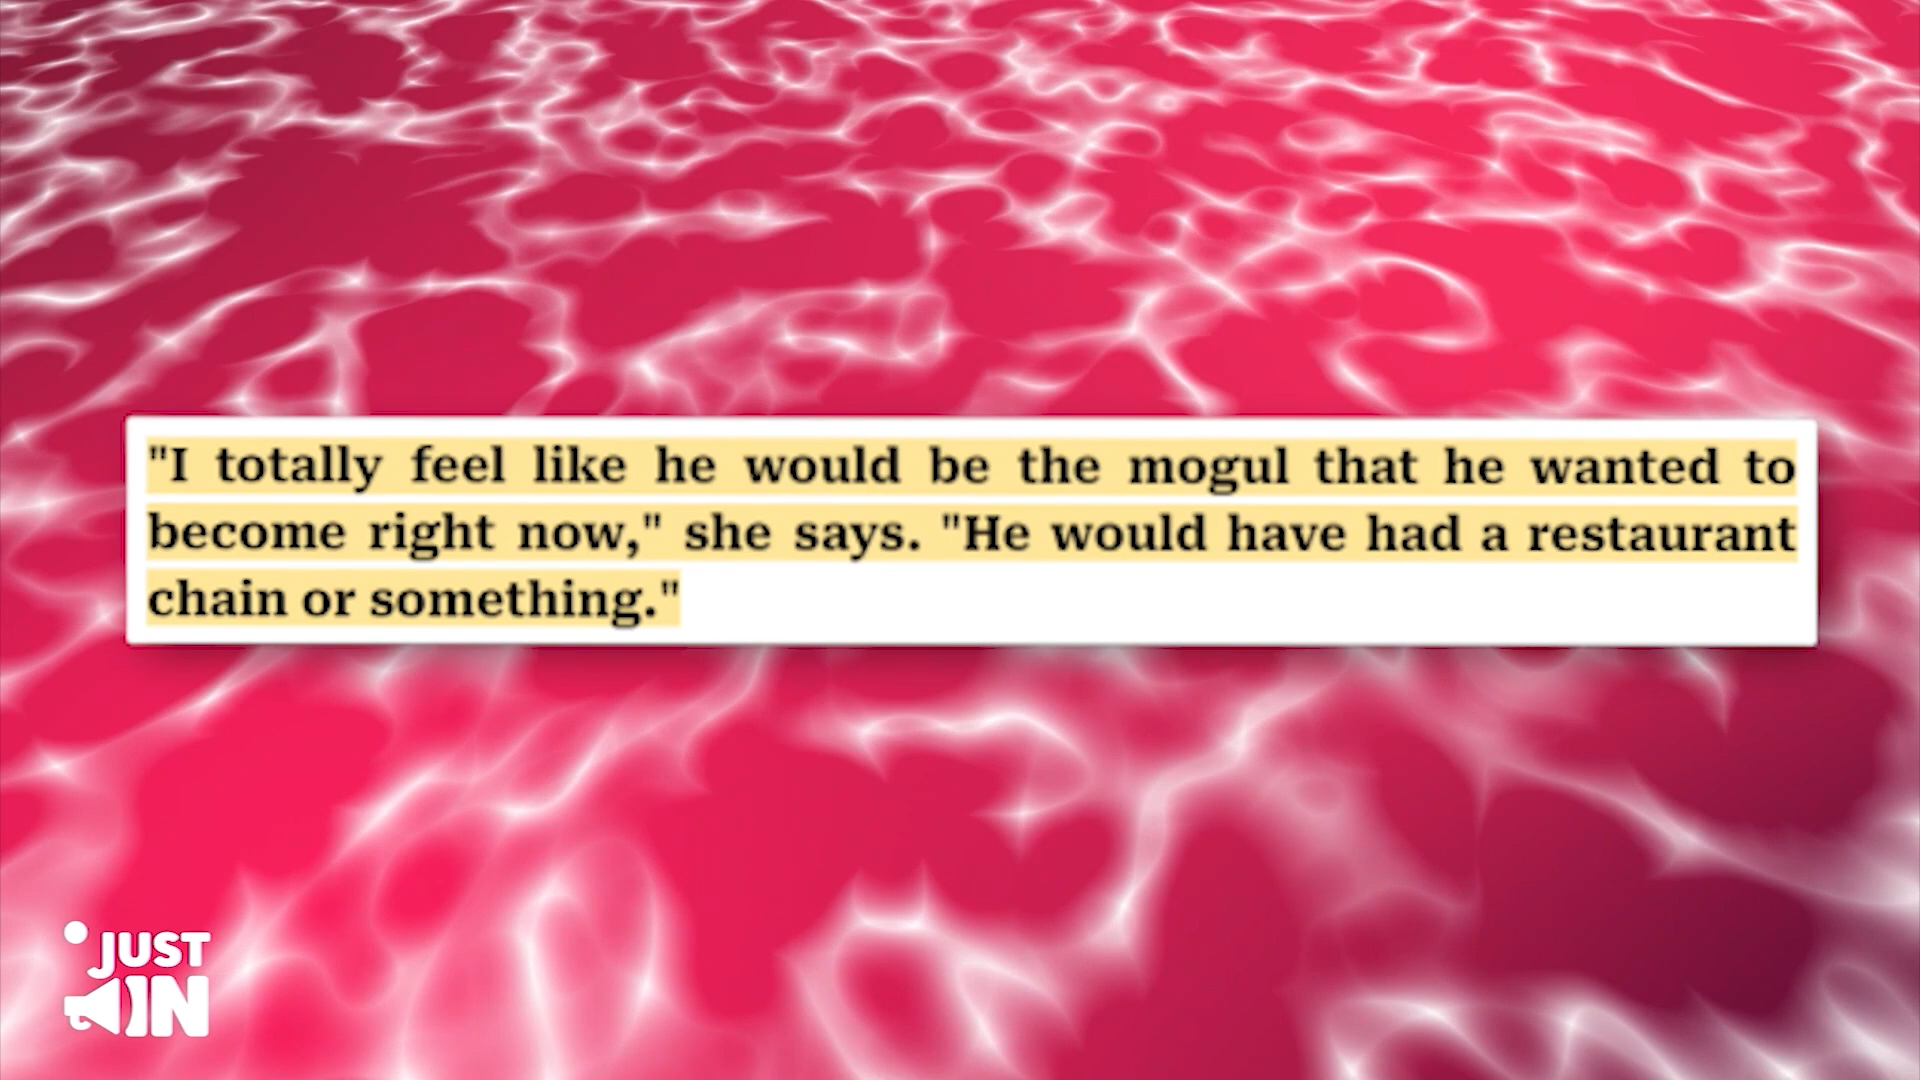 "I totally feel like he would be the mogul that he wanted to
become right now," she says. "He would have had a restaurant
chain or something."
JUST
IN